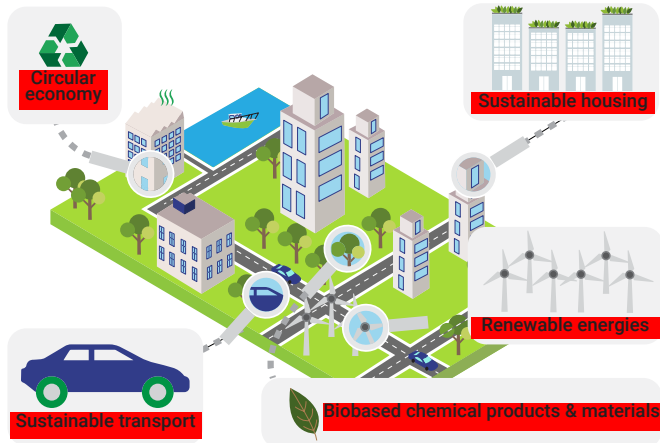 Circular
economy
Sustainable housing
Renewable energies
Sustainable transport
Biobased chemical products & materials